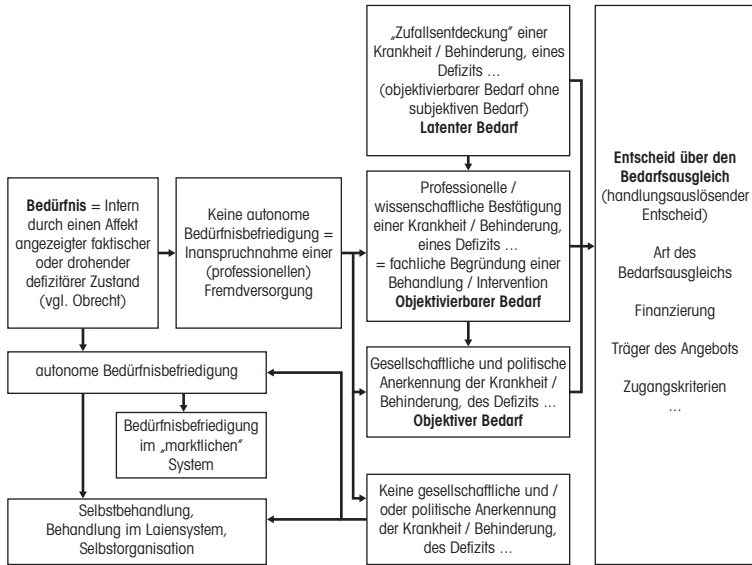 „Zufallsentdeckung“ einer
Krankheit / Behinderung, eines
Defizits ...
(objektivierbarer Bedarf ohne
subjektiven Bedarf)
Latenter Bedarf
Bedürfnis = Intern
durch einen Affekt
angezeigter faktischer
oder drohender
defizitärer Zustand
(vgl. Obrecht)
Keine autonome
Bedürfnisbefriedigung =
Inanspruchnahme einer
(professionellen)
Fremdversorgung
Professionelle /
wissenschaftliche Bestätigung
einer Krankheit / Behinderung,
eines Defizits ...
= fachliche Begründung einer
Behandlung / Intervention
Objektivierbarer Bedarf
Entscheid über den
Bedarfsausgleich
(handlungsauslösender
Entscheid)
Art des
Bedarfsausgleichs
Finanzierung
Träger des Angebots
Zugangskriterien
...
autonome Bedürfnisbefriedigung
Gesellschaftliche und politische
Anerkennung der Krankheit /
Behinderung, des Defizits ...
Objektiver Bedarf
Bedürfnisbefriedigung
im „marktlichen“
System
Selbstbehandlung,
Behandlung im Laiensystem,
Selbstorganisation
Keine gesellschaftliche und /
oder politische Anerkennung
der Krankheit / Behinderung,
des Defizits ...